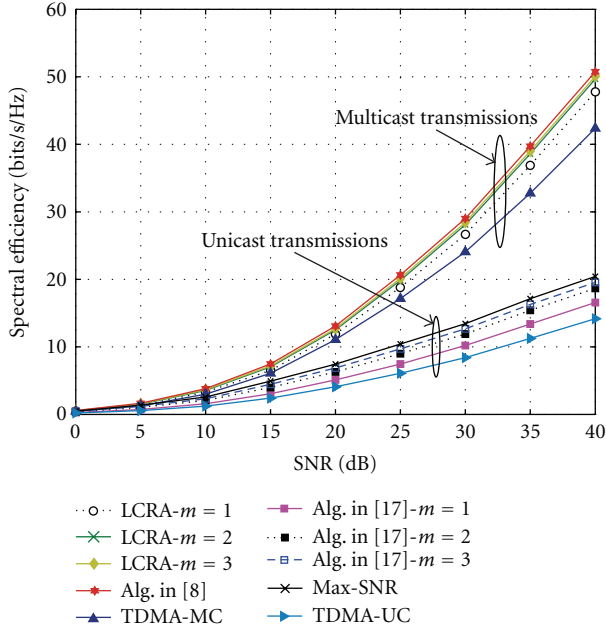 60
50
40
30
20
10
0
Spectral efficiency (bits/s/Hz)
Multicast transmissions
Unicast transmissions
0 5 10 15 20 25 30 35 40
SNR (dB)
LCRA-m = 1
LCRA-m = 2
LCRA-m = 3
Alg. in [8]
TDMA-MC
Alg. in [17]-m = 1
Alg. in [17]-m = 2
Alg. in [17]-m = 3
Max-SNR
TDMA-UC